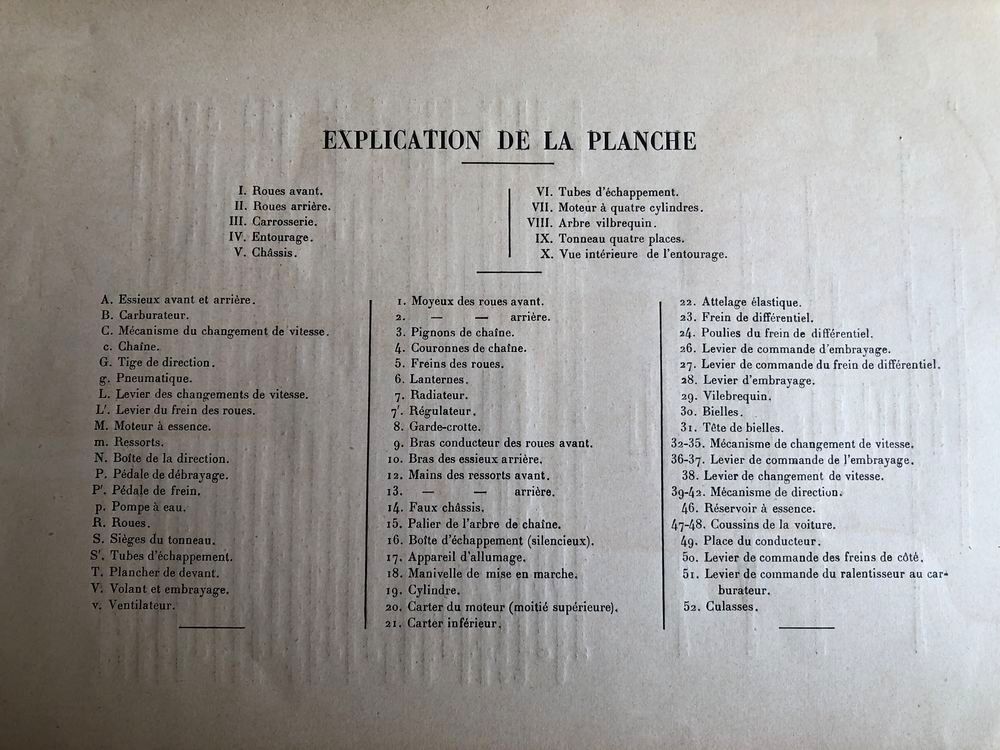 EXPLICATION DE LA PLANCHE
I. Roues avant.
II. Roues arrière.
III. Carrosserie.
IV. Entourage.
V. Châssis.
VI. Tubes d'échappement.
VII. Moteur à quatre cylindres.
VIII. Arbre vilbrequin.
IX. Tonneau quatre places.
X. Vue intérieure de l'entourage.
A. Essieux avant et arrière.
B. Carburateur.
C. Mécanisme du changement de vitesse.
c. Chaîne.
G. Tige de direction.
g. Pneumatique.
L. Levier des changements de vitesse.
L'. Levier du frein des roues.
M. Moteur à essence.
m. Ressorts.
N. Boîte de la direction.
P. Pédale de débrayage.
P'. Pédale de frein.
p. Pompe à eau.
R. Roues.
S. Sièges du tonneau.
S'. Tubes d'échappement.
T. Plancher de devant.
V. Volant et embrayage.
v. Ventilateur.
1. Moyeux des roues avant.
2. — — arrière.
3. Pignons de chaîne.
4. Couronnes de chaîne.
5. Freins des roues.
6. Lanternes.
7. Radiateur.
7'. Régulateur.
8. Garde-crotte.
9. Bras conducteur des roues avant.
10. Bras des essieux arrière.
12. Mains des ressorts avant.
13. — — arrière.
14. Faux châssis.
15. Palier de l'arbre de chaîne.
16. Boîte d'échappement (silencieux).
17. Appareil d'allumage.
18. Manivelle de mise en marche.
19. Cylindre.
20. Carter du moteur (moitié supérieure).
21. Carter inférieur.
22. Attelage élastique.
23. Frein de différentiel.
24. Poulies du frein de différentiel.
26. Levier de commande d'embrayage.
27. Levier de commande du frein de différentiel.
28. Levier d'embrayage.
29. Vilebrequin.
30. Bielles.
31. Tête de bielles.
32-35. Mécanisme de changement de vitesse.
36-37. Levier de commande de l'embrayage.
38. Levier de changement de vitesse.
39-42. Mécanisme de direction.
46. Réservoir à essence.
47-48. Coussins de la voiture.
49. Place du conducteur.
50. Levier de commande des freins de côté.
51. Levier de commande du ralentisseur au car-
burateur.
52. Culasses.